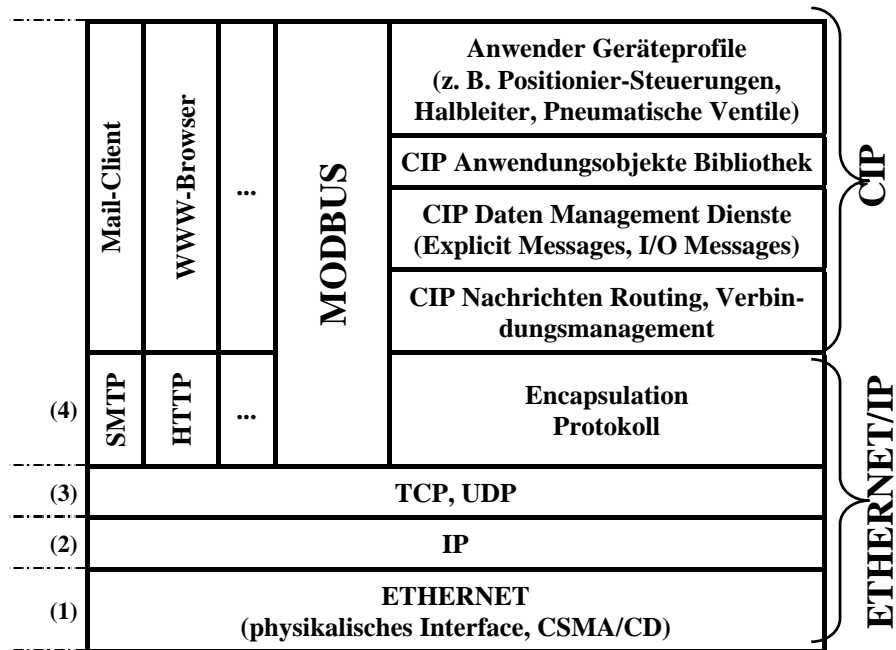 Mail-Client
WWW-Browser
...
MODBUS
Anwender Geräteprofile
(z. B. Positionier-Steuerungen,
Halbleiter, Pneumatische Ventile)
CIP Anwendungsobjekte Bibliothek
CIP Daten Management Dienste
(Explicit Messages, I/O Messages)
CIP Nachrichten Routing, Verbin-
dungsmanagement
CIP
(4)
SMTP
HTTP
...
Encapsulation
Protokoll
ETHERNET/IP
(3)
TCP, UDP
(2)
IP
(1)
ETHERNET
(physikalisches Interface, CSMA/CD)